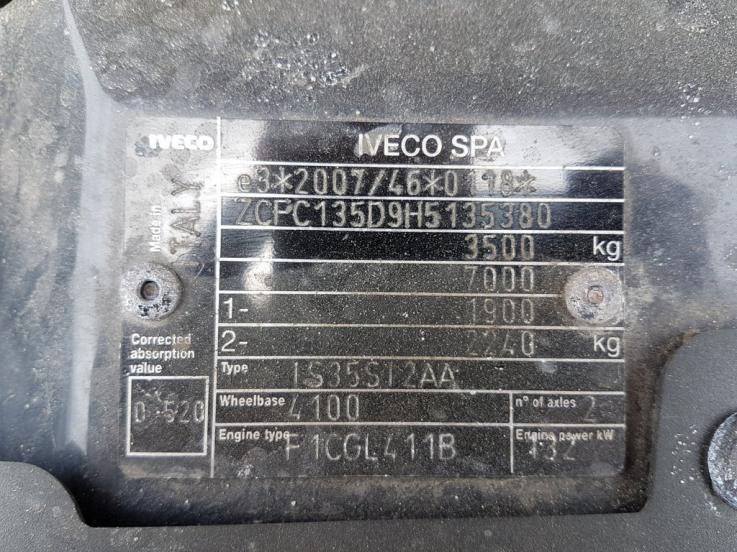 IVECO
IVECO SPA
e3*2007/46*0118*
Made in
ITALY
ZCFC135D9H5135380
3500 kg
7000
1- 1900
2- 2240 kg
Corrected
absorption
value
0.520
Type IS35SI2AA
Wheelbase 4100
n° of axles 2
Engine type F1CGL411B
Engine power kW 132